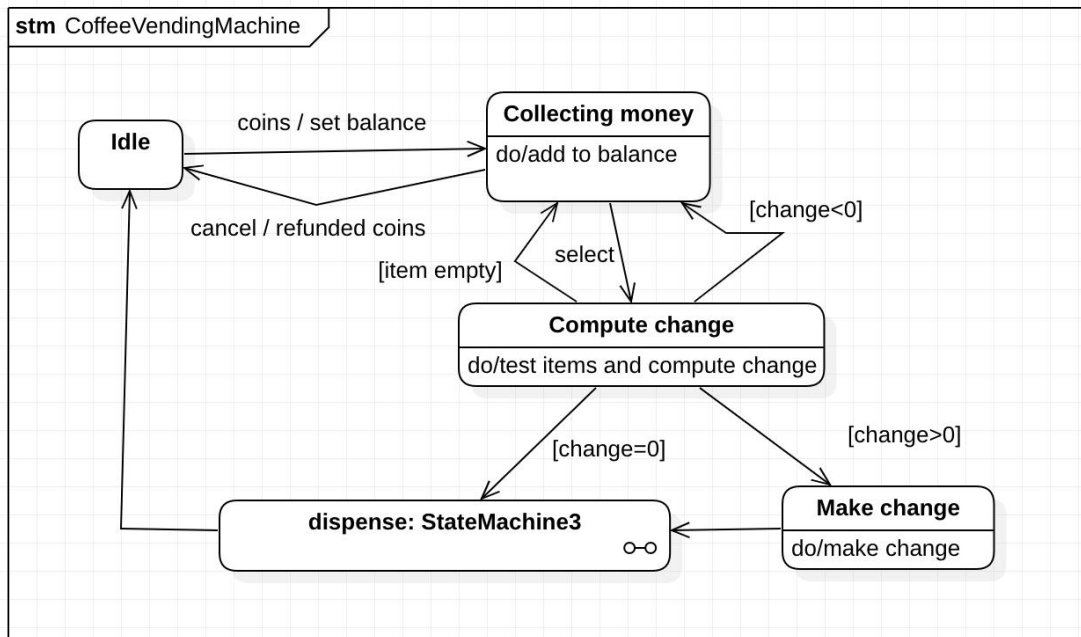 stm CoffeeVendingMachine
Idle
coins / set balance
Collecting money
do/add to balance
cancel / refunded coins
[change<0]
[item empty]
select
Compute change
do/test items and compute change
[change=0]
[change>0]
dispense: StateMachine3
Make change
do/make change